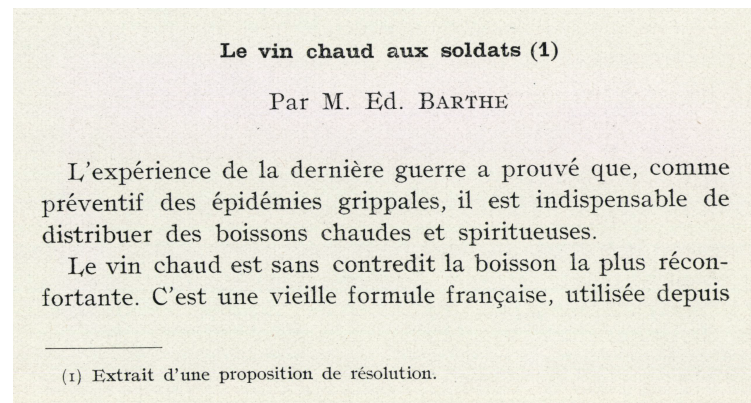 Le vin chaud aux soldats (1)
Par M. Ed. BARTHE
L'expérience de la dernière guerre a prouvé que, comme
préventif des épidémies grippales, il est indispensable de
distribuer des boissons chaudes et spiritueuses.
Le vin chaud est sans contredit la boisson la plus récon-
fortante. C'est une vieille formule française, utilisée depuis
(1) Extrait d'une proposition de résolution.